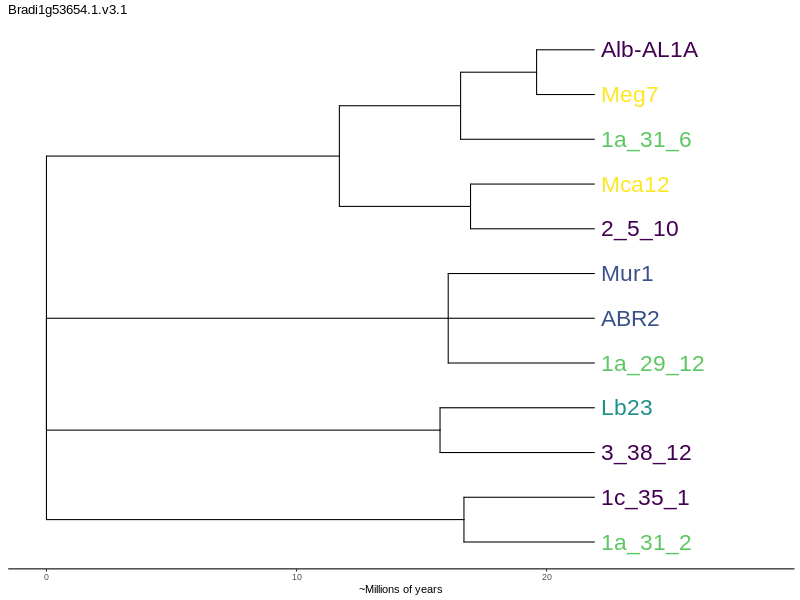 Bradi1g53654.1.v3.1
Alb-AL1A
Meg7
1a_31_6
Mca12
2_5_10
Mur1
ABR2
1a_29_12
Lb23
3_38_12
1c_35_1
1a_31_2
0 10 20
~Millions of years